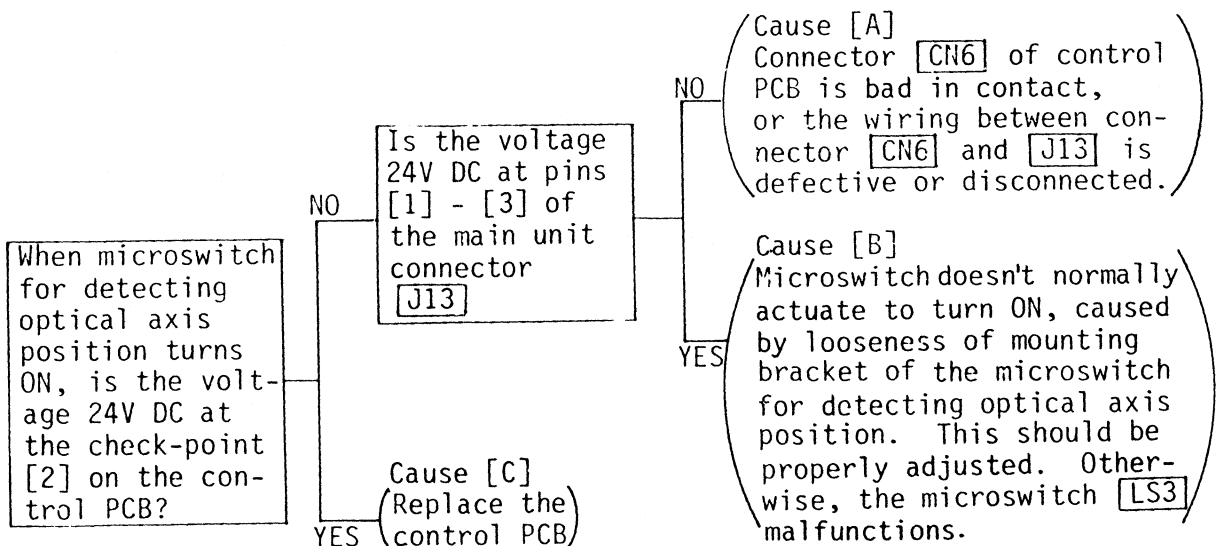 When microswitch
for detecting
optical axis
position turns
ON, is the volt-
age 24V DC at
the check-point
[2] on the con-
trol PCB?
NO
Is the voltage
24V DC at pins
[1] - [3] of
the main unit
connector
J13
NO
Cause [A]
Connector CN6 of control
PCB is bad in contact,
or the wiring between con-
nector CN6 and J13 is
defective or disconnected.
YES
Cause [B]
Microswitch doesn't normally
actuate to turn ON, caused
by looseness of mounting
bracket of the microswitch
for detecting optical axis
position. This should be
properly adjusted. Other-
wise, the microswitch LS3
malfunctions.
YES
Cause [C]
Replace the
control PCB